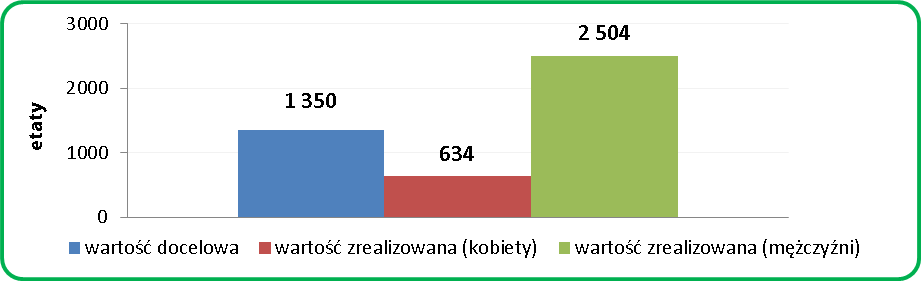 3000
2 504
2000
1 350
etaty
1000
634
0
wartość docelowa
wartość zrealizowana (kobiety)
wartość zrealizowana (mężczyźni)